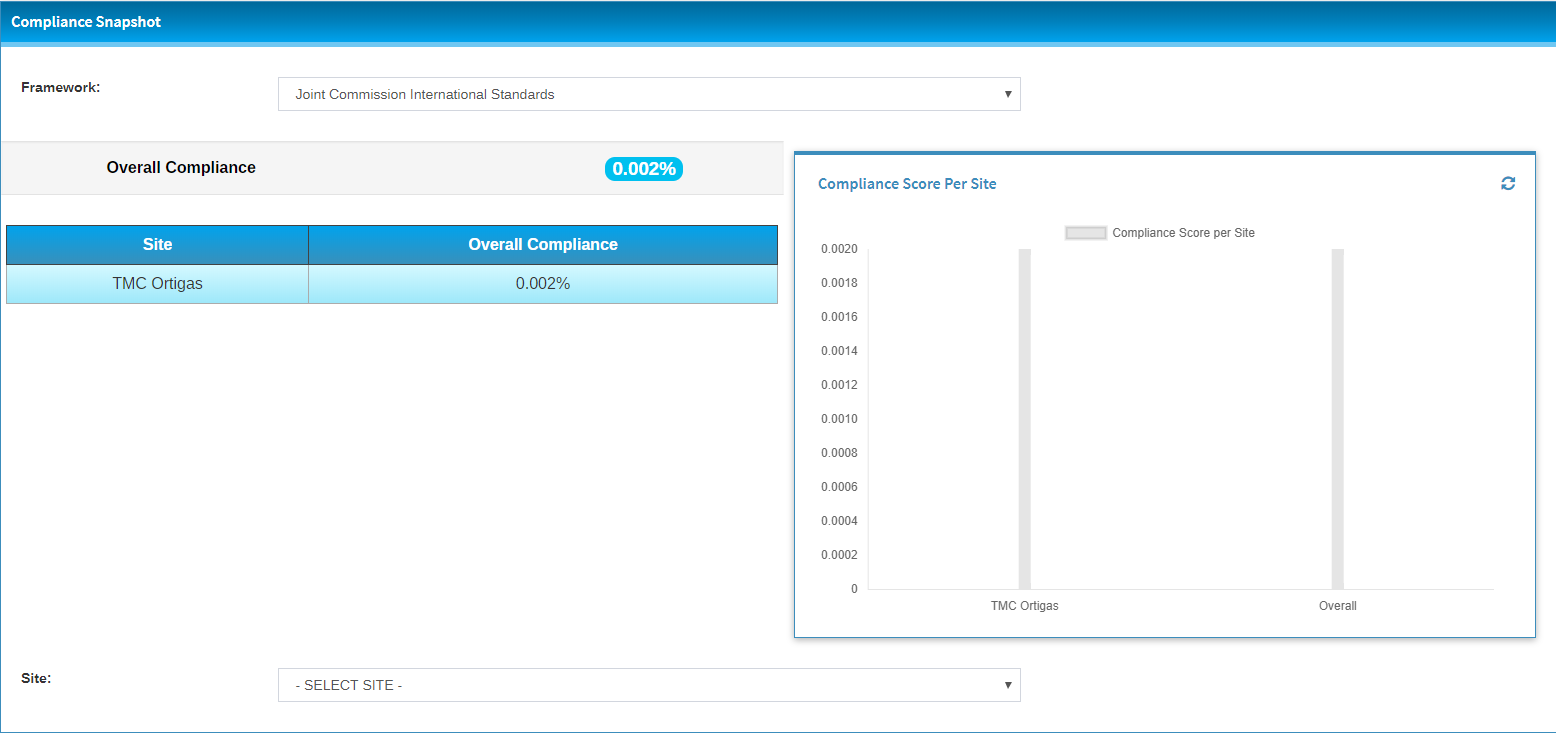 Compliance Snapshot
Framework:
Joint Commission International Standards
Overall Compliance
0.002%
Site
Overall Compliance
TMC Ortigas
0.002%
Compliance Score Per Site
Compliance Score per Site
0.0020
0.0018
0.0016
0.0014
0.0012
0.0010
0.0008
0.0006
0.0004
0.0002
0
TMC Ortigas
Overall
Site:
- SELECT SITE -